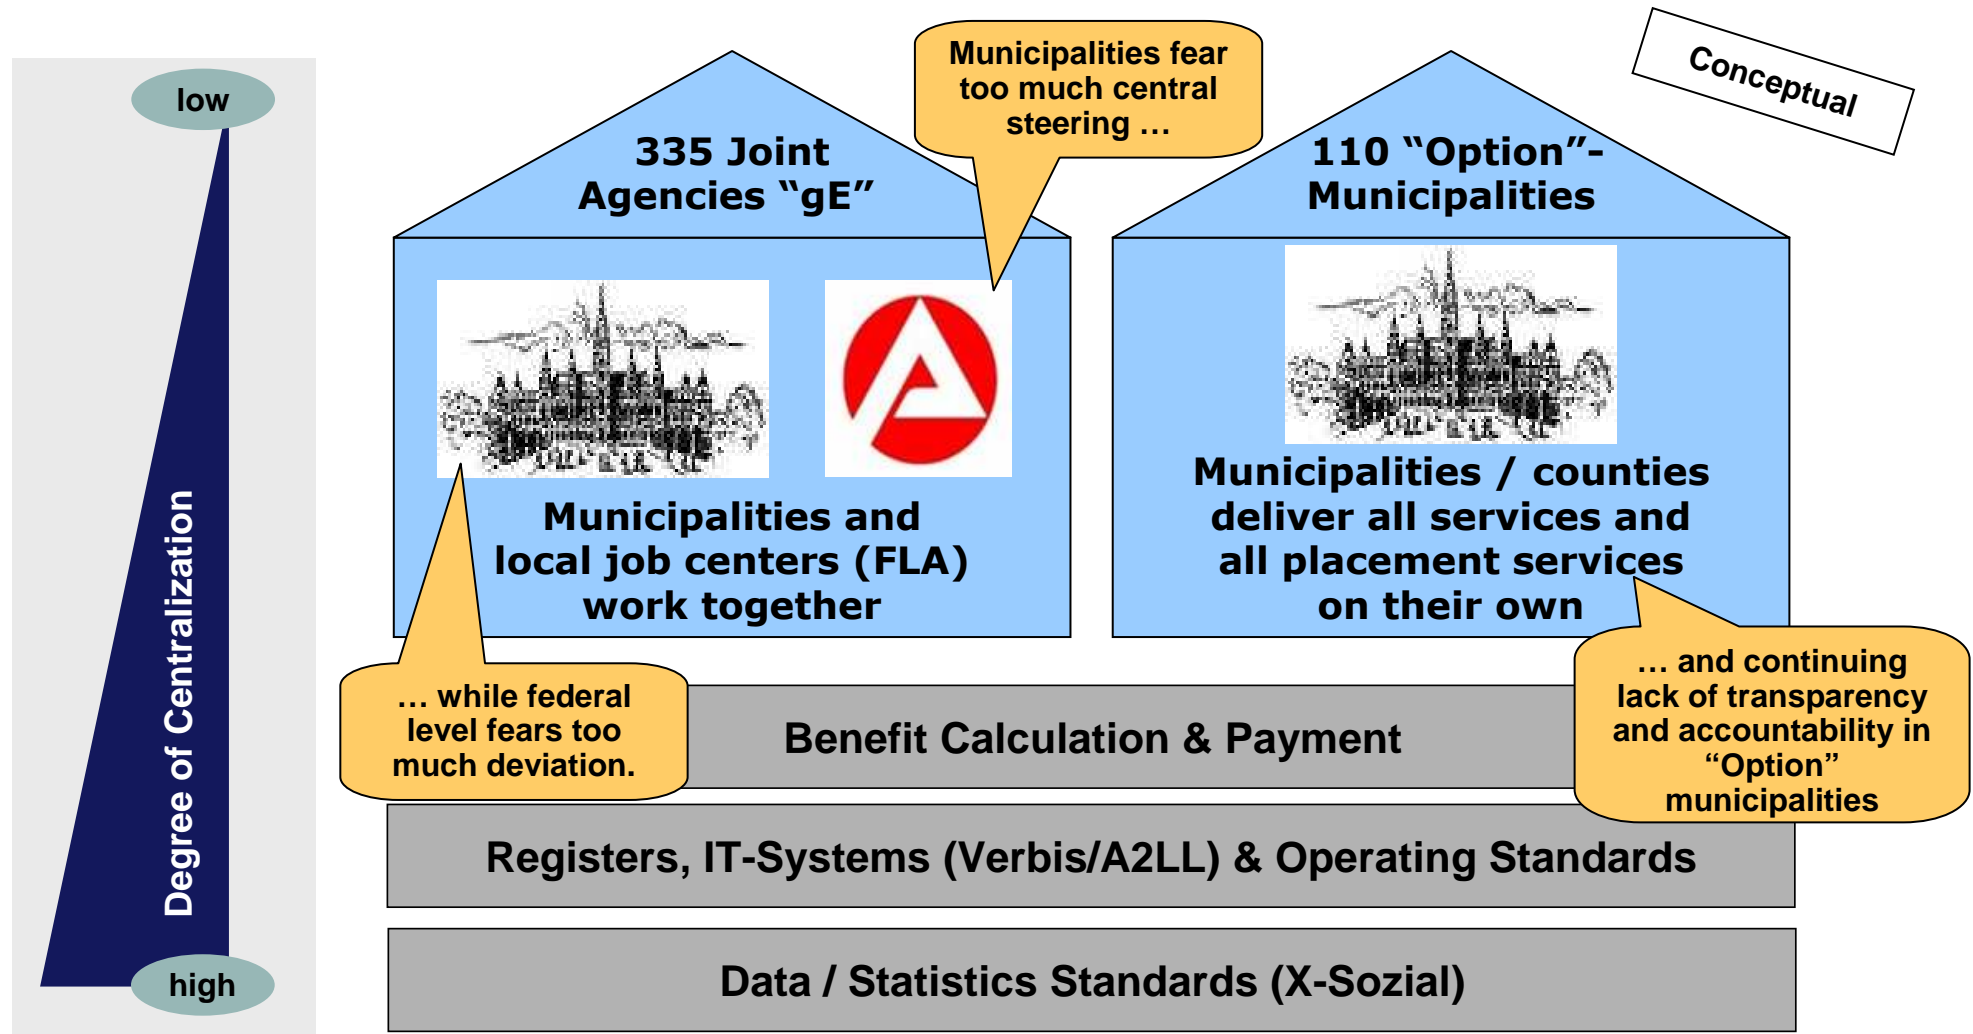 low
Degree of Centralization
high
335 Joint
Agencies “gE”
Municipalities fear
too much central
steering …
110 “Option”-
Municipalities
Conceptual
Municipalities and
local job centers (FLA)
work together
Municipalities / counties
deliver all services and
all placement services
on their own
… while federal
level fears too
much deviation.
… and continuing
lack of transparency
and accountability in
“Option”
municipalities
Benefit Calculation & Payment
Registers, IT-Systems (Verbis/A2LL) & Operating Standards
Data / Statistics Standards (X-Sozial)